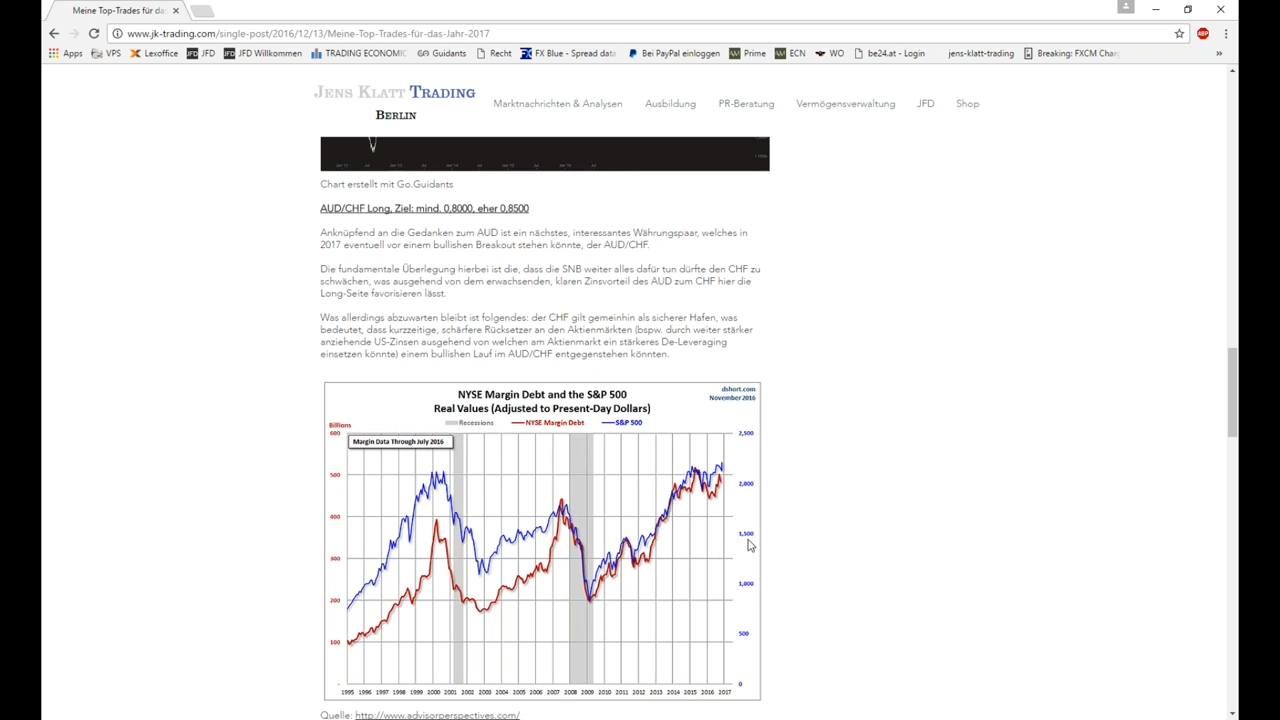 Meine Top-Trades für das
www.jk-trading.com/single-post/2016/12/13/Meine-Top-Trades-für-das-Jahr-2017
Apps VPS Lexoffice JFD JFD Willkommen TRADING ECONOMIC Guidants Recht FX Blue - Spread data Bei PayPal einloggen Prime ECN WO be24.at - Login jens-klatt-trading Breaking: FXCM Chan »
JENS KLATT TRADING
BERLIN
Marktnachrichten & Analysen Ausbildung PR-Beratung Vermögensverwaltung JFD Shop
Chart erstellt mit Go.Guidants
AUD/CHF Long, Ziel: mind. 0,8000, eher 0,8500
Anknüpfend an die Gedanken zum AUD ist ein nächstes, interessantes Währungspaar, welches in
2017 eventuell vor einem bullishen Breakout stehen könnte, der AUD/CHF.
Die fundamentale Überlegung hierbei ist die, dass die SNB weiter alles dafür tun dürfte den CHF zu
schwächen, was ausgehend von dem erwachsenden, klaren Zinsvorteil des AUD zum CHF hier die
Long-Seite favorisieren lässt.
Was allerdings abzuwarten bleibt ist folgendes: der CHF gilt gemeinhin als sicherer Hafen, was
bedeutet, dass kurzzeitige, schärfere Rücksetzer an den Aktienmärkten (bspw. durch weiter stärker
anziehende US-Zinsen ausgehend von welchen am Aktienmarkt ein stärkeres De-Leveraging
einsetzen könnte) einem bullishen Lauf im AUD/CHF entgegenstehen könnten.
NYSE Margin Debt and the S&P 500
Real Values (Adjusted to Present-Day Dollars)
dshort.com
November 2016
Billions
Recessions NYSE Margin Debt S&P 500
Margin Data Through July 2016
600 2,500
500 2,000
400 1,500
300 1,000
200 500
100 0
1995 1996 1997 1998 1999 2000 2001 2002 2003 2004 2005 2006 2007 2008 2009 2010 2011 2012 2013 2014 2015 2016 2017
Quelle: http://www.advisorperspectives.com/